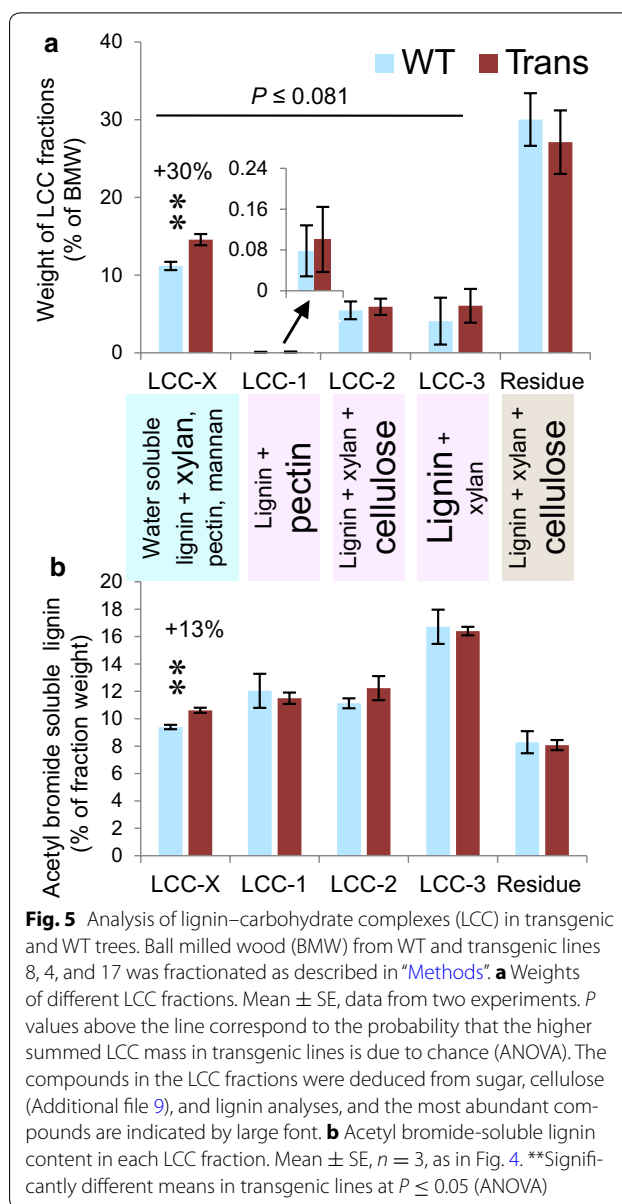 a
WT Trans
P ≤ 0.081
Weight of LCC fractions
(% of BMW)
40
30
20
10
0
+30%
**
0.24
0.16
0.08
0
LCC-X LCC-1 LCC-2 LCC-3 Residue
Water soluble
lignin + xylan,
pectin, mannan
Lignin +
pectin
Lignin + xylan +
cellulose
Lignin +
xylan
Lignin + xylan +
cellulose
b
Acetyl bromide soluble lignin
(% of fraction weight)
20
18
16
14
12
10
8
6
4
2
0
+13%
**
LCC-X LCC-1 LCC-2 LCC-3 Residue
Fig. 5 Analysis of lignin–carbohydrate complexes (LCC) in transgenic
and WT trees. Ball milled wood (BMW) from WT and transgenic lines
8, 4, and 17 was fractionated as described in “Methods”. a Weights
of different LCC fractions. Mean ± SE, data from two experiments. P
values above the line correspond to the probability that the higher
summed LCC mass in transgenic lines is due to chance (ANOVA). The
compounds in the LCC fractions were deduced from sugar, cellulose
(Additional file 9), and lignin analyses, and the most abundant com-
pounds are indicated by large font. b Acetyl bromide-soluble lignin
content in each LCC fraction. Mean ± SE, n = 3, as in Fig. 4. **Signifi-
cantly different means in transgenic lines at P ≤ 0.05 (ANOVA)